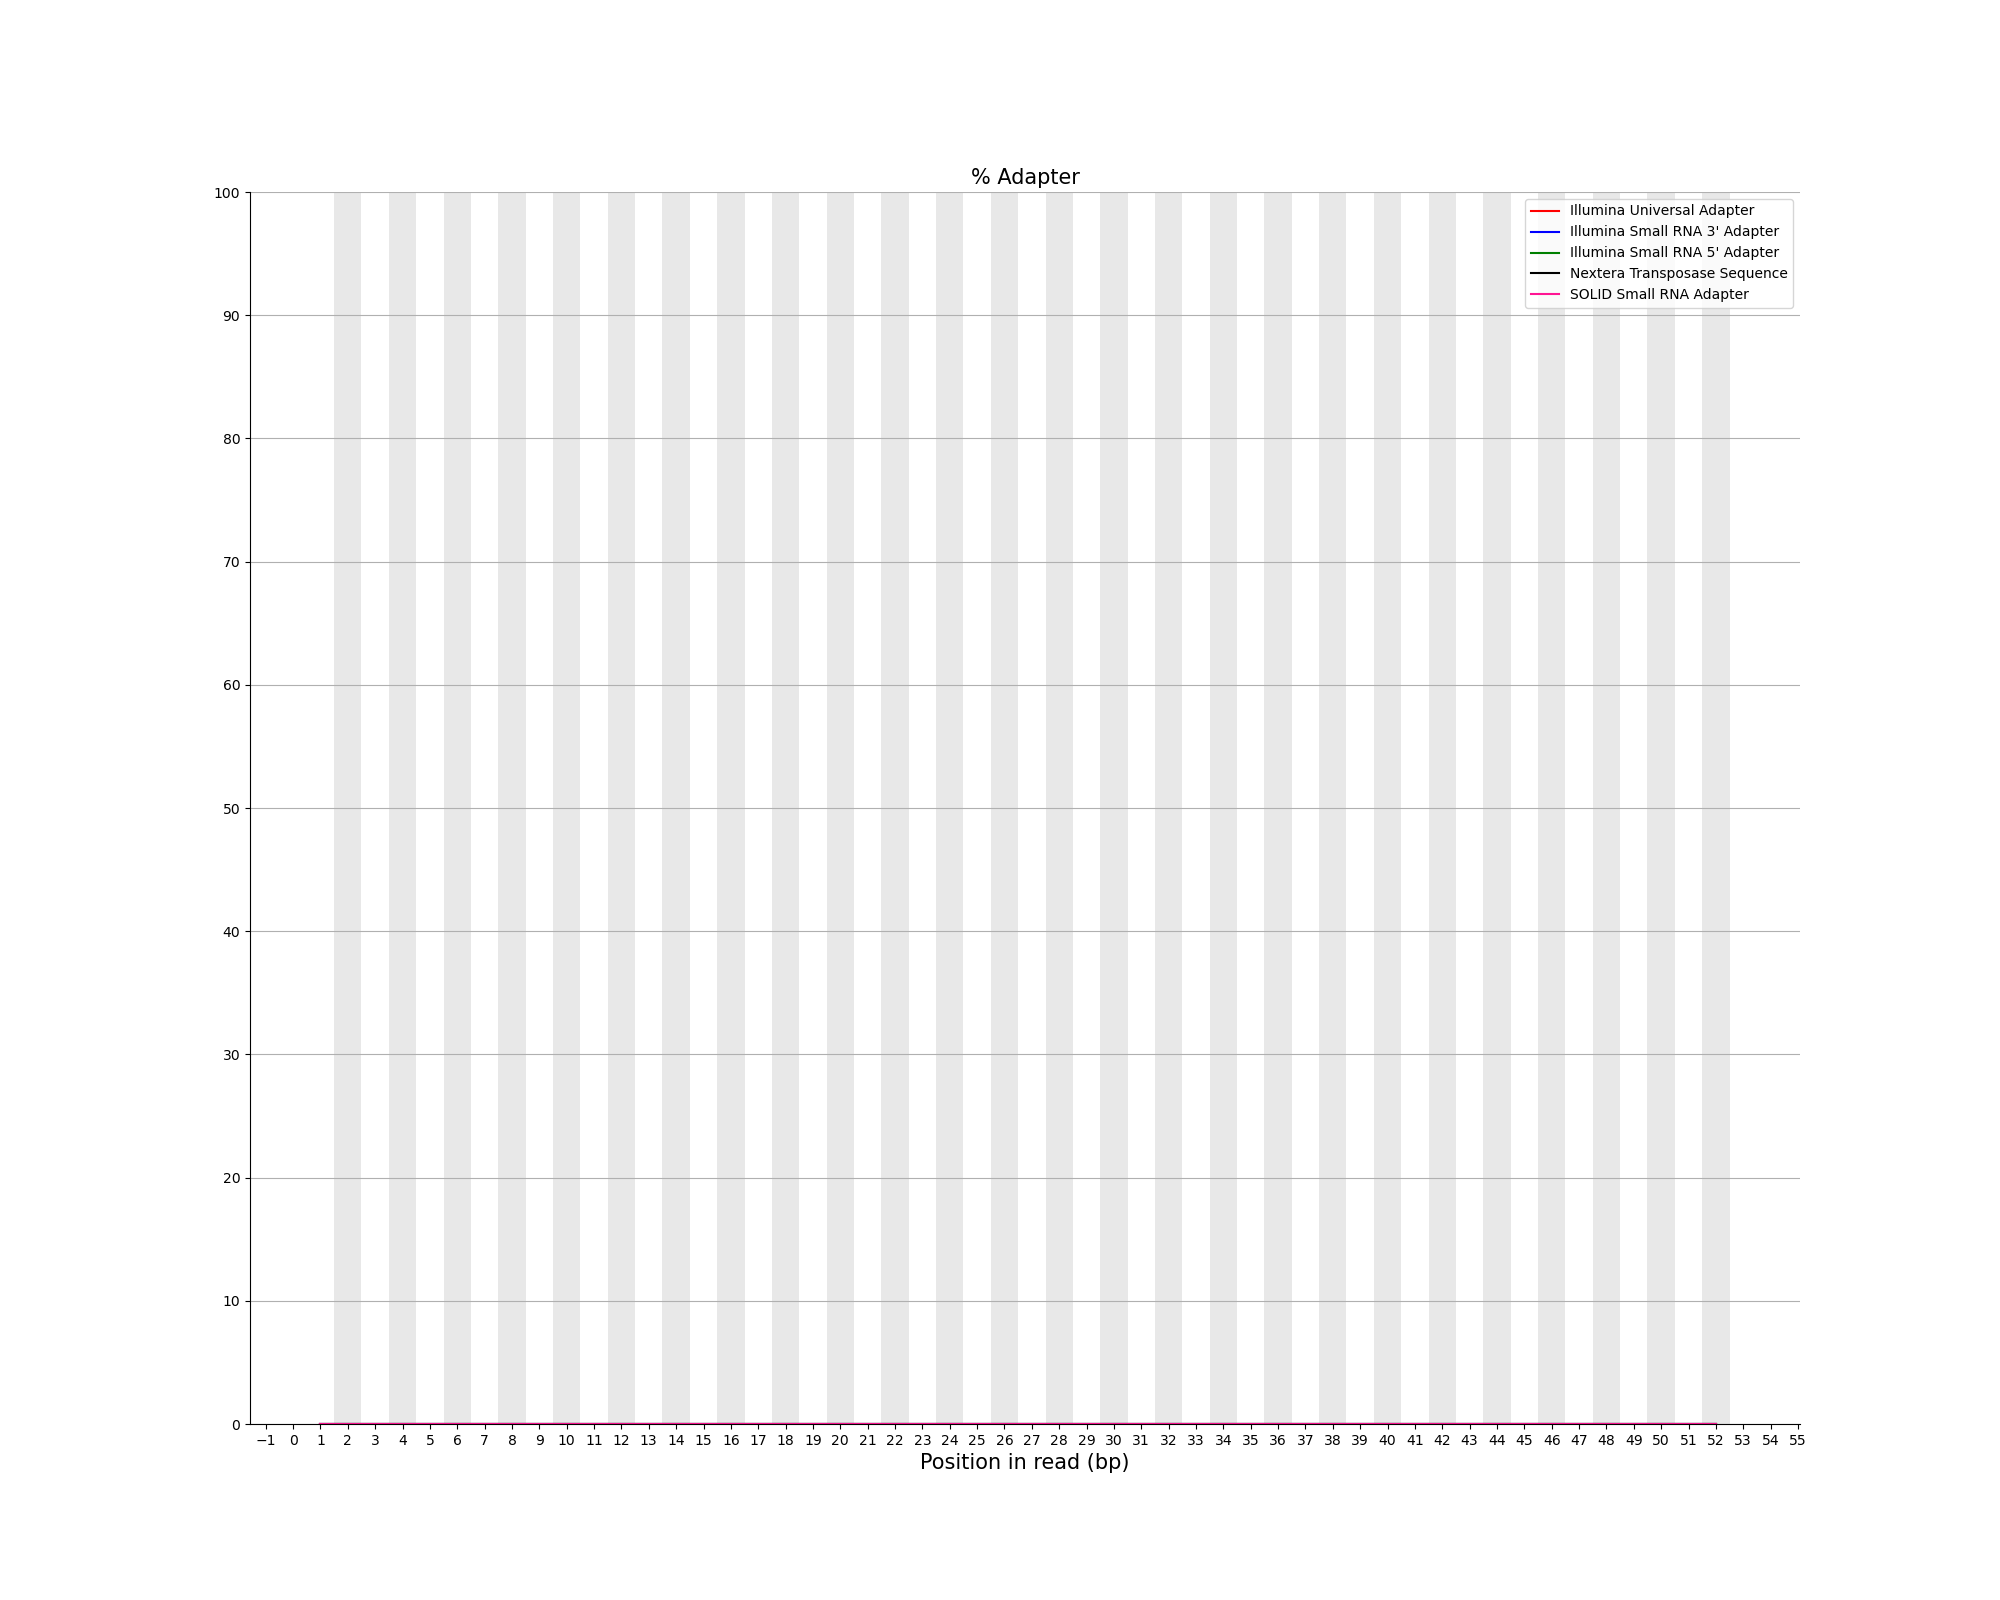 % Adapter
100
Illumina Universal Adapter
Illumina Small RNA 3' Adapter
Illumina Small RNA 5' Adapter
Nextera Transposase Sequence
SOLID Small RNA Adapter
90
80
70
60
50
40
30
20
10
0
−1 0 1 2 3 4 5 6 7 8 9 10 11 12 13 14 15 16 17 18 19 20 21 22 23 24 25 26 27 28 29 30 31 32 33 34 35 36 37 38 39 40 41 42 43 44 45 46 47 48 49 50 51 52 53 54 55
Position in read (bp)